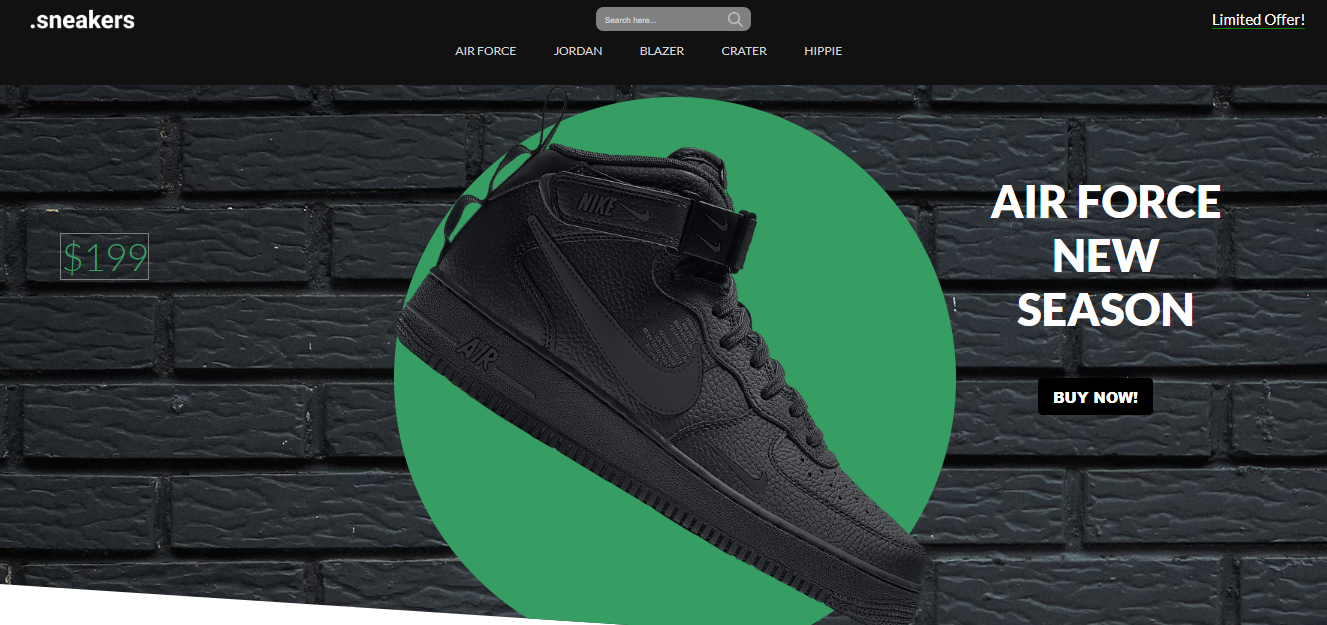 .sneakers
Search here...
Limited Offer!
AIR FORCE
JORDAN
BLAZER
CRATER
HIPPIE
$199
NIKE
AIR
AIR FORCE
NEW
SEASON
BUY NOW!